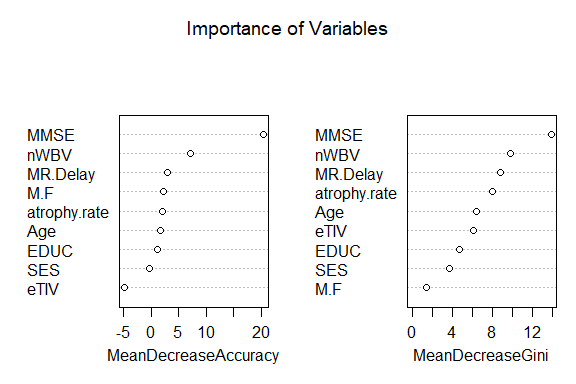 Importance of Variables
MMSE
nWBV
MR.Delay
M.F
atrophy.rate
Age
EDUC
SES
eTIV
-5 0 5 10 20
MeanDecreaseAccuracy
MMSE
nWBV
MR.Delay
atrophy.rate
Age
eTIV
EDUC
SES
M.F
0 4 8 12
MeanDecreaseGini